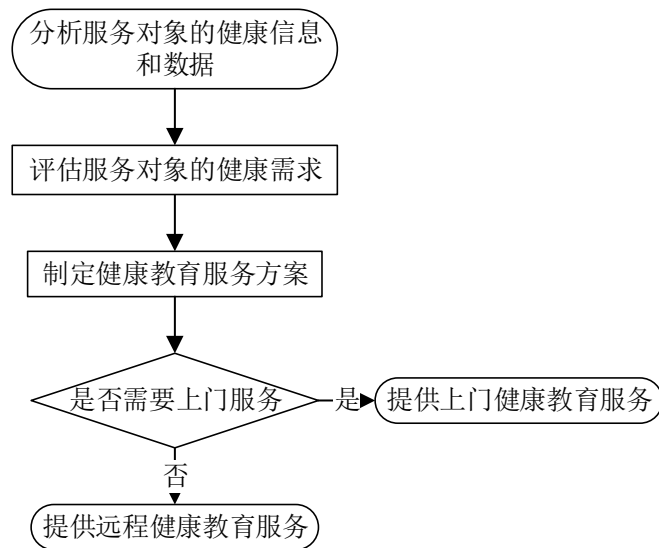 分析服务对象的健康信息
和数据
评估服务对象的健康需求
制定健康教育服务方案
是否需要上门服务
是
提供上门健康教育服务
否
提供远程健康教育服务